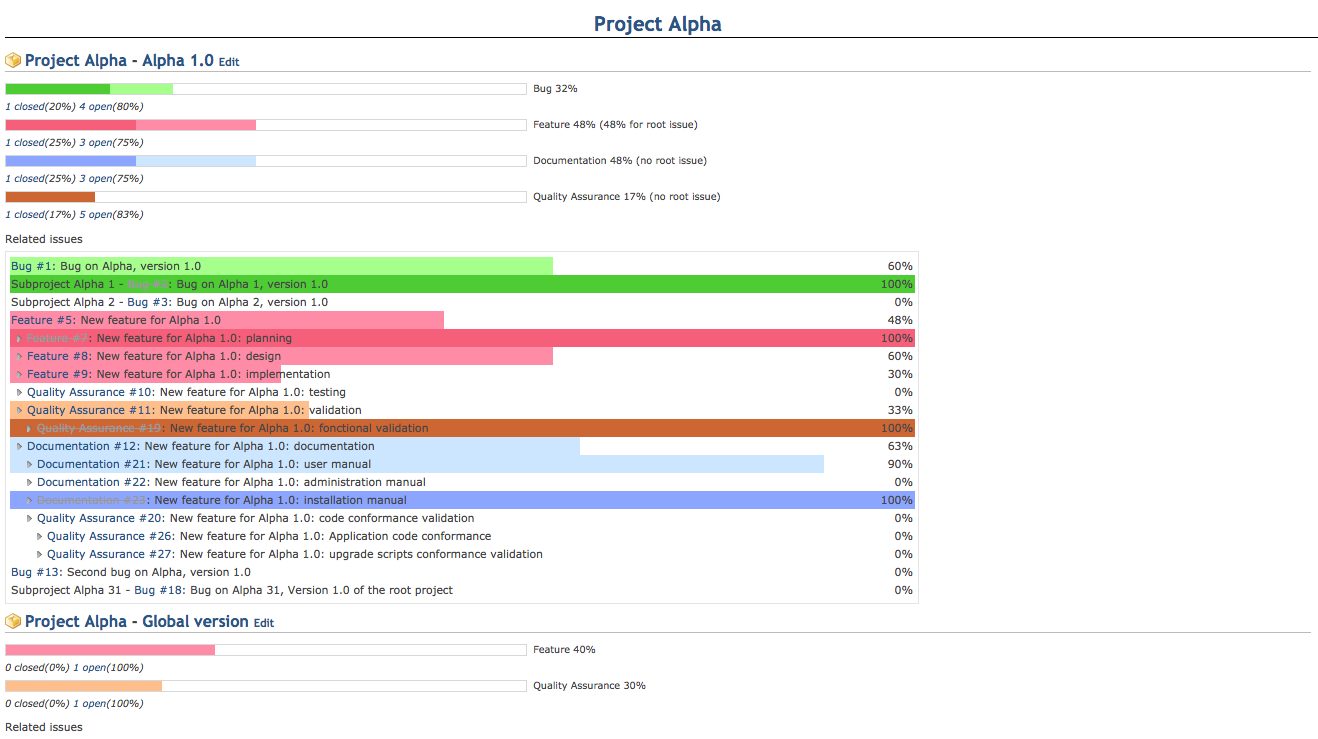 Project Alpha
Project Alpha - Alpha 1.0 Edit
Bug 32%
1 closed(20%) 4 open(80%)
Feature 48% (48% for root issue)
1 closed(25%) 3 open(75%)
Documentation 48% (no root issue)
1 closed(25%) 3 open(75%)
Quality Assurance 17% (no root issue)
1 closed(17%) 5 open(83%)
Related issues
Bug #1: Bug on Alpha, version 1.0 60%
Subproject Alpha 1 - Bug : Bug on Alpha 1, version 1.0 100%
Subproject Alpha 2 - Bug #3: Bug on Alpha 2, version 1.0 0%
Feature #5: New feature for Alpha 1.0 48%
Feature #7: New feature for Alpha 1.0: planning 100%
Feature #8: New feature for Alpha 1.0: design 60%
Feature #9: New feature for Alpha 1.0: implementation 30%
Quality Assurance #10: New feature for Alpha 1.0: testing 0%
Quality Assurance #11: New feature for Alpha 1.0: validation 33%
Quality Assurance #19: New feature for Alpha 1.0: fonctional validation 100%
Documentation #12: New feature for Alpha 1.0: documentation 63%
Documentation #21: New feature for Alpha 1.0: user manual 90%
Documentation #22: New feature for Alpha 1.0: administration manual 0%
Documentation #23: New feature for Alpha 1.0: installation manual 100%
Quality Assurance #20: New feature for Alpha 1.0: code conformance validation 0%
Quality Assurance #26: New feature for Alpha 1.0: Application code conformance 0%
Quality Assurance #27: New feature for Alpha 1.0: upgrade scripts conformance validation 0%
Bug #13: Second bug on Alpha, version 1.0 0%
Subproject Alpha 31 - Bug #18: Bug on Alpha 31, Version 1.0 of the root project 0%
Project Alpha - Global version Edit
Feature 40%
0 closed(0%) 1 open(100%)
Quality Assurance 30%
0 closed(0%) 1 open(100%)
Related issues